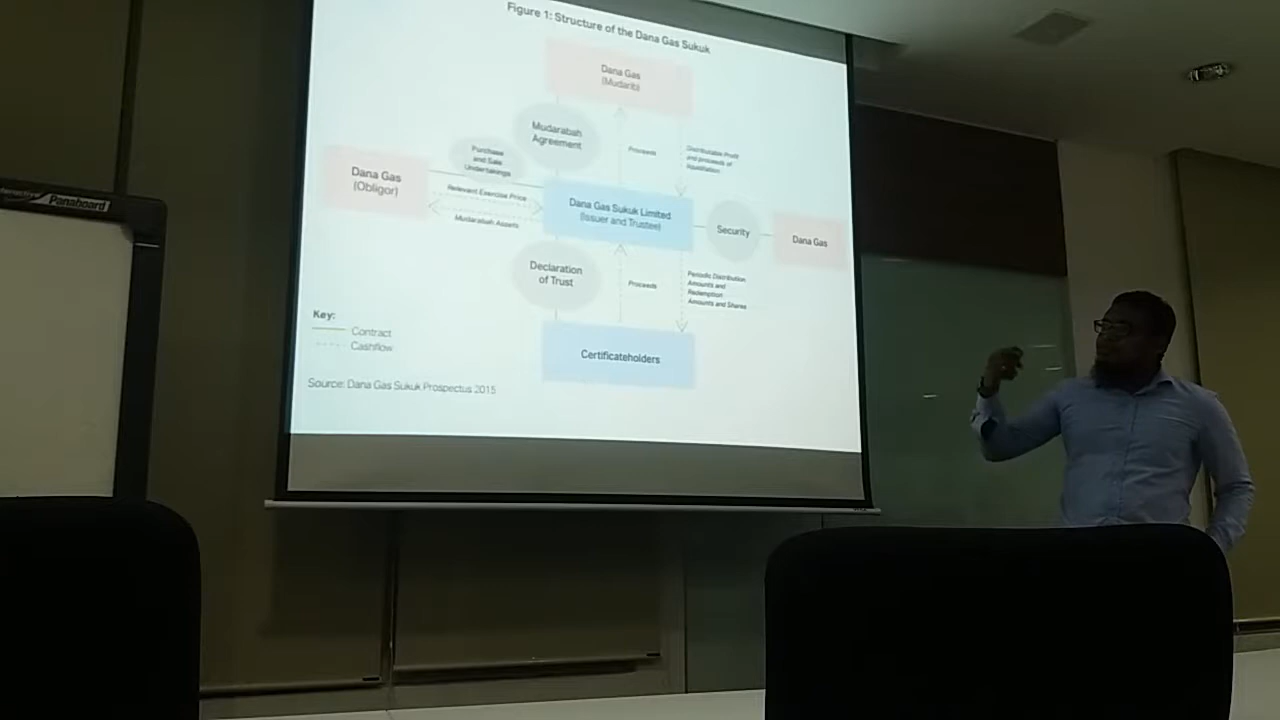 Figure 1: Structure of the Dana Gas Sukuk
Dana Gas
(Mudarib)
Mudarabah
Agreement
Purchase
and Sale
Undertakings
Proceeds
Distributable Profit
and proceeds of
liquidation
Dana Gas
(Obligor)
Relevant Exercise Price
Mudarabah Assets
Dana Gas Sukuk Limited
(Issuer and Trustee)
Security
Dana Gas
Declaration
of Trust
Proceeds
Periodic Distribution
Amounts and
Redemption
Amounts and Shares
Certificateholders
Key:
Contract
Cashflow
Source: Dana Gas Sukuk Prospectus 2015
Panaboard